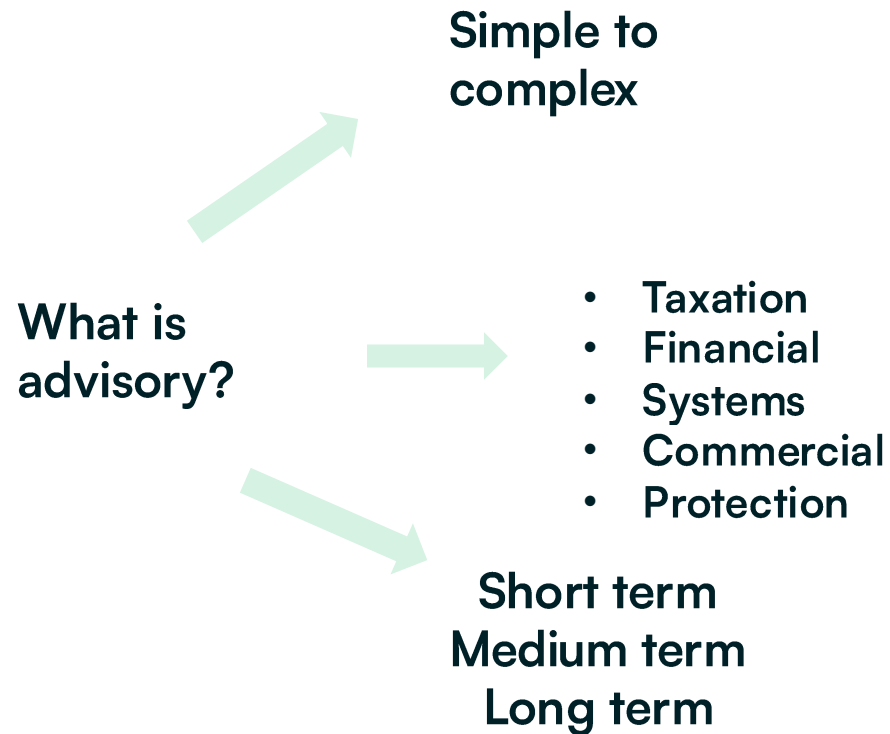 Simple to
complex
What is
advisory?
• Taxation
• Financial
• Systems
• Commercial
• Protection
Short term
Medium term
Long term